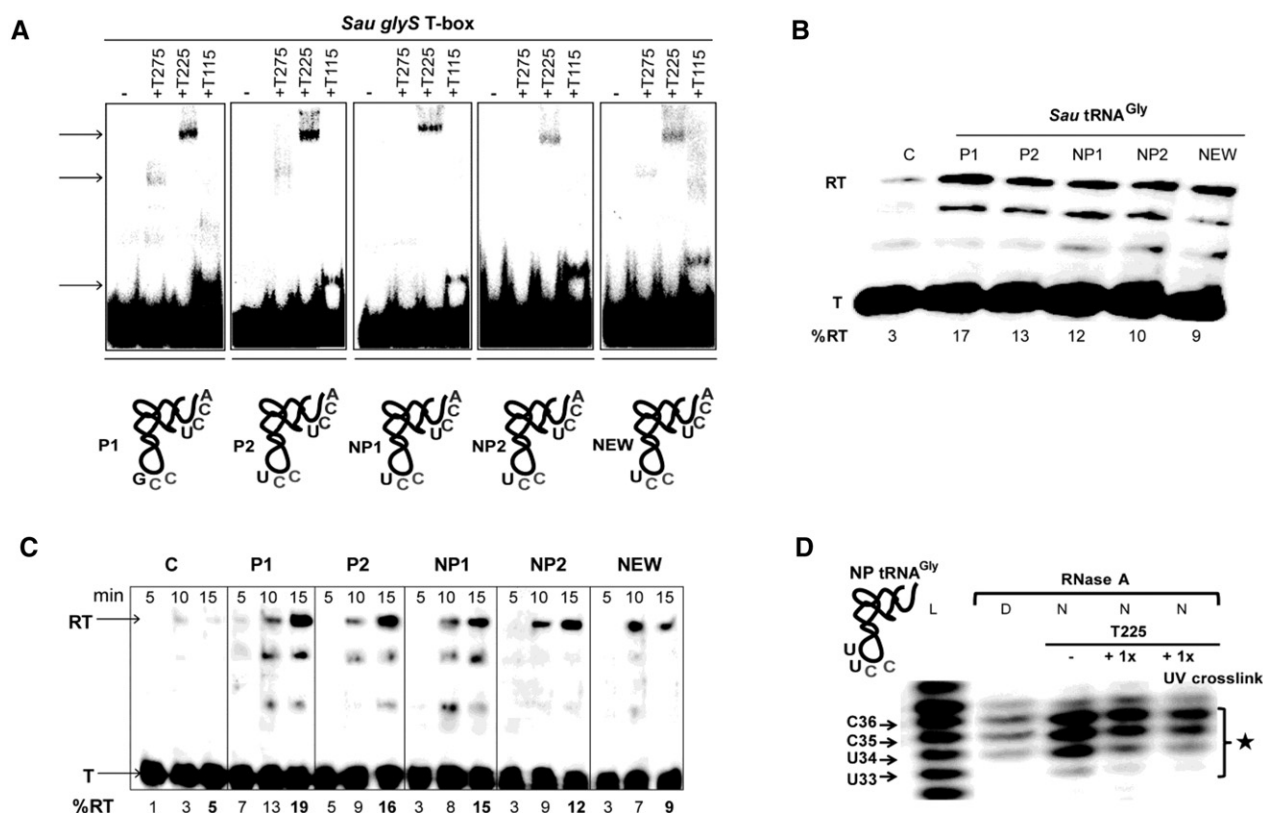 A
Sau glyS T-box
- +T275 +T225 +T115 - +T275 +T225 +T115 - +T275 +T225 +T115 - +T275 +T225 +T115 - +T275 +T225 +T115
P1 G C C U C C A
P2 U C C U C C A
NP1 U C C U C C A
NP2 U C C U C C A
NEW U C C U C C A
B
Sau tRNAGly
C P1 P2 NP1 NP2 NEW
RT
T
%RT 3 17 13 12 10 9
C
C P1 P2 NP1 NP2 NEW
min 5 10 15 5 10 15 5 10 15 5 10 15 5 10 15 5 10 15
RT
T
%RT 1 3 5 7 13 19 5 9 16 3 8 15 3 9 12 3 7 9
D
NP tRNAGly
RNase A
L D N N N
T225
- + 1x + 1x
UV crosslink
U U C C
C36
C35
U34
U33